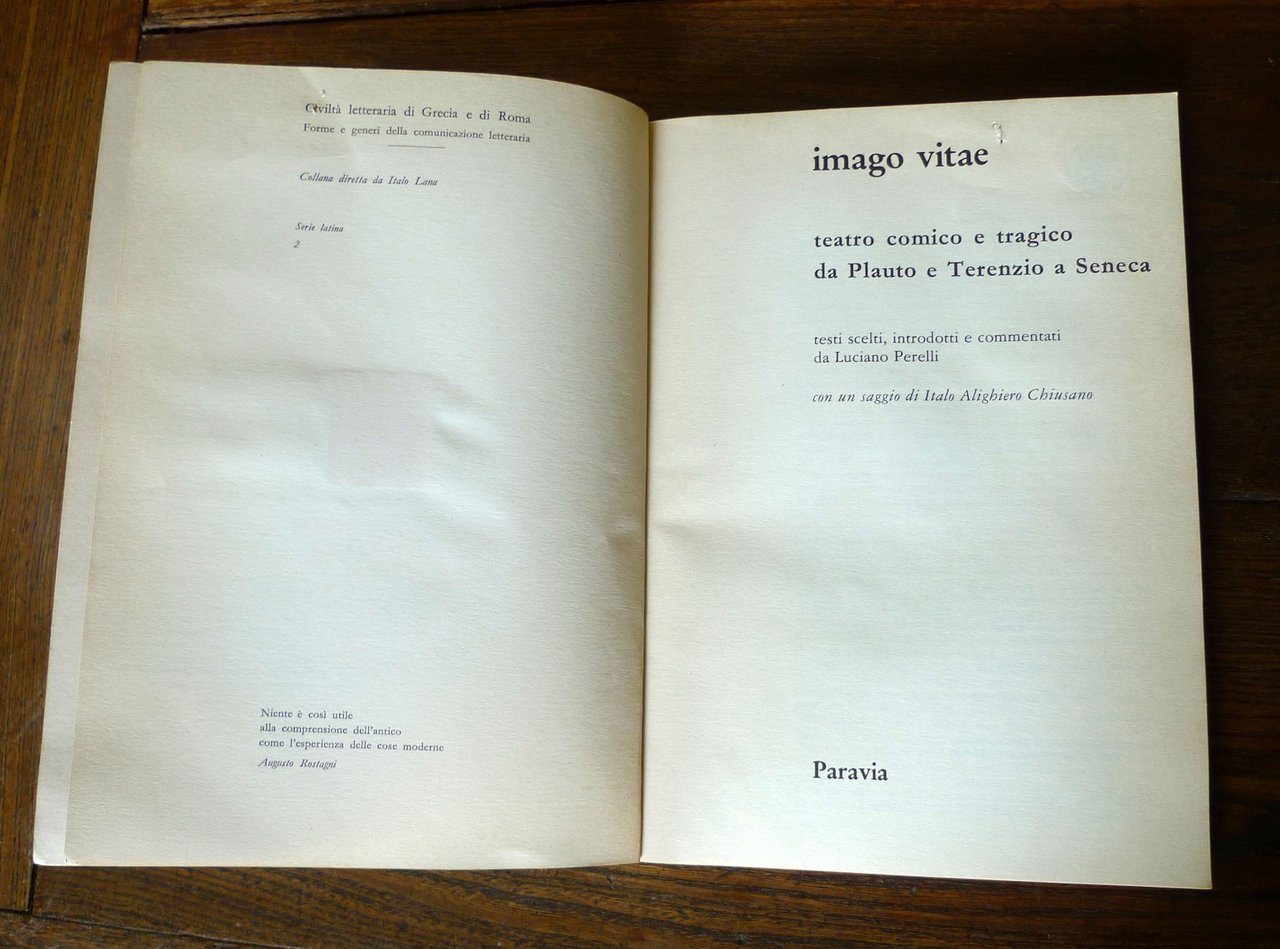 Civiltà letteraria di Grecia e di Roma
Forme e generi della comunicazione letteraria
Collana diretta da Italo Lana
Serie latina
2
Niente è così utile
alla comprensione dell'antico
come l'esperienza delle cose moderne
Augusto Rostagni
imago vitae
teatro comico e tragico
da Plauto e Terenzio a Seneca
testi scelti, introdotti e commentati
da Luciano Perelli
con un saggio di Italo Alighiero Chiusano
Paravia